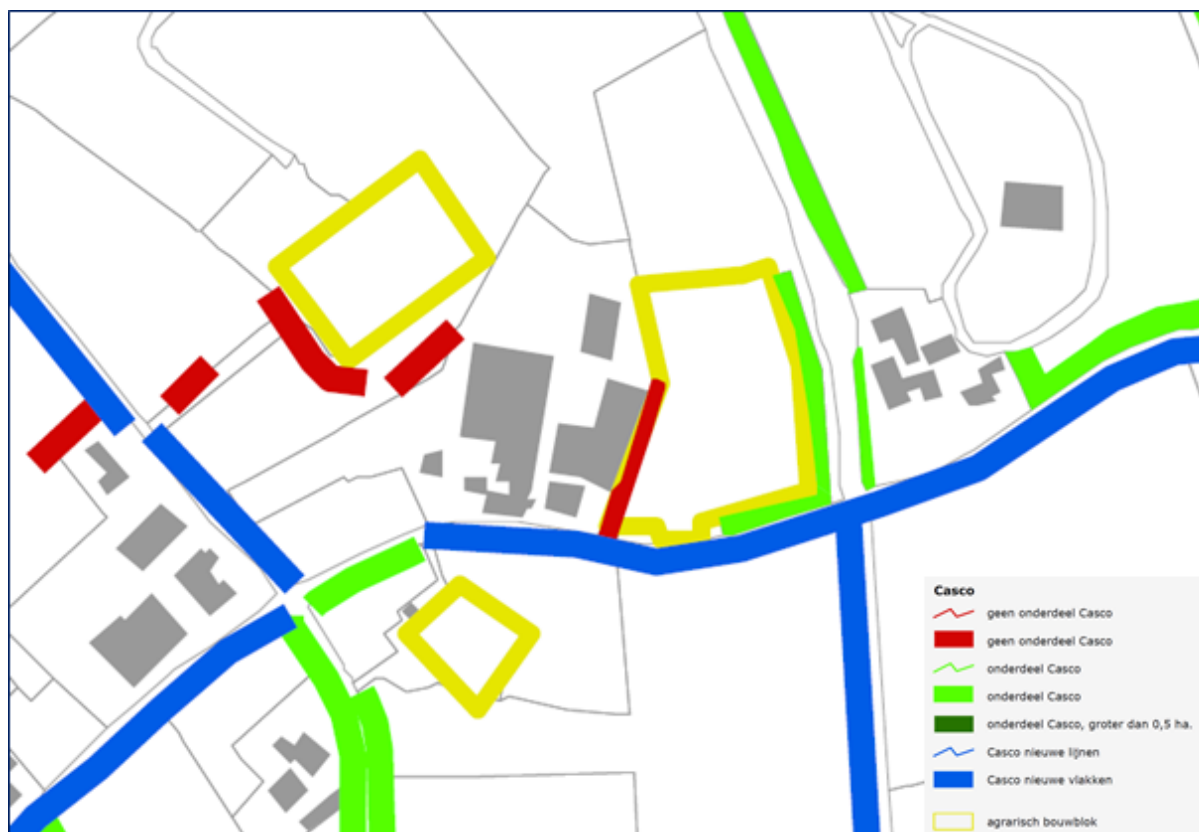 Casco
geen onderdeel Casco
geen onderdeel Casco
onderdeel Casco
onderdeel Casco
onderdeel Casco, groter dan 0,5 ha.
Casco nieuwe lijnen
Casco nieuwe vlakken
agrarisch bouwblok